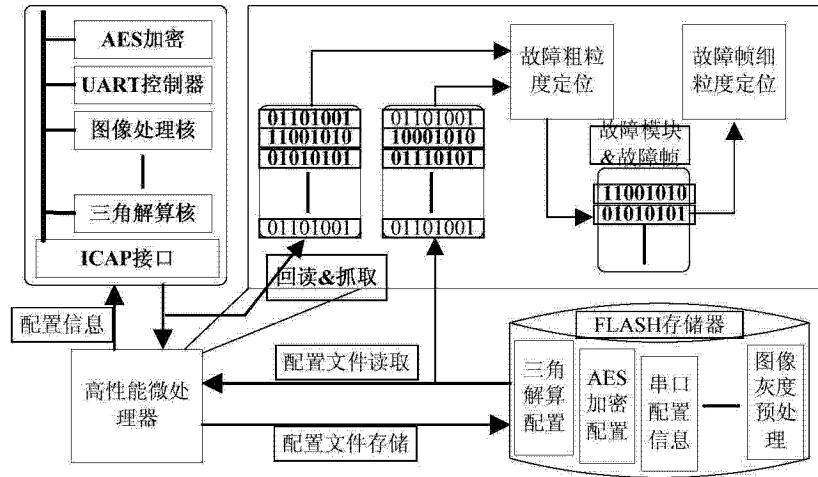 AES加密
UART控制器
图像处理核
三角解算核
ICAP接口
01101001
11001010
01010101
01101001
01101001
10001010
01110101
01101001
故障粗粒
度定位
故障帧细
粒度定位
故障模块
&故障帧
11001010
01010101
回读&抓取
配置信息
高性能微处
理器
配置文件读取
配置文件存储
FLASH存储器
三角
解算
配置
AES
加密
配置
串口
配置
信息
图像
灰度
预处
理